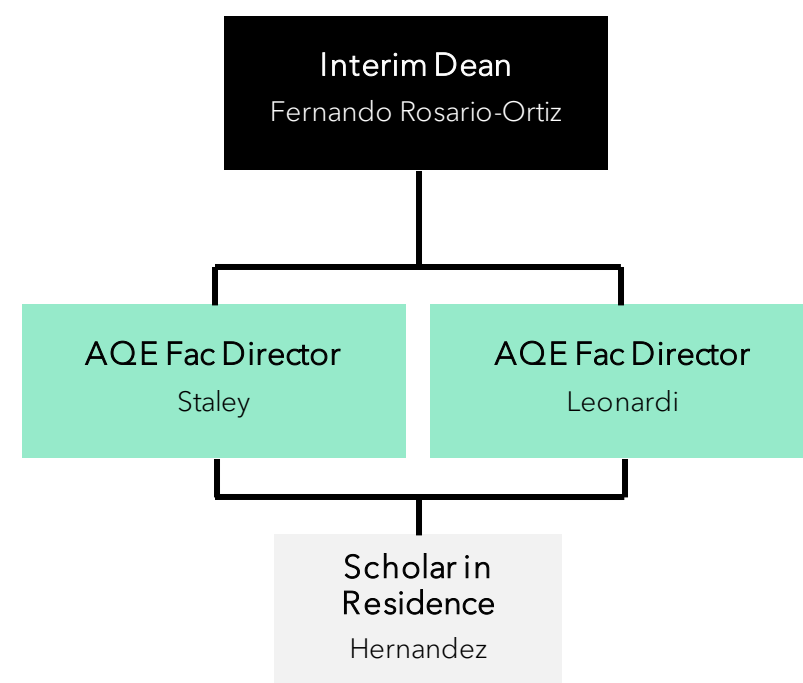 Interim Dean
Fernando Rosario-Ortiz
AQE Fac Director
Staley
AQE Fac Director
Leonardi
Scholar in
Residence
Hernandez